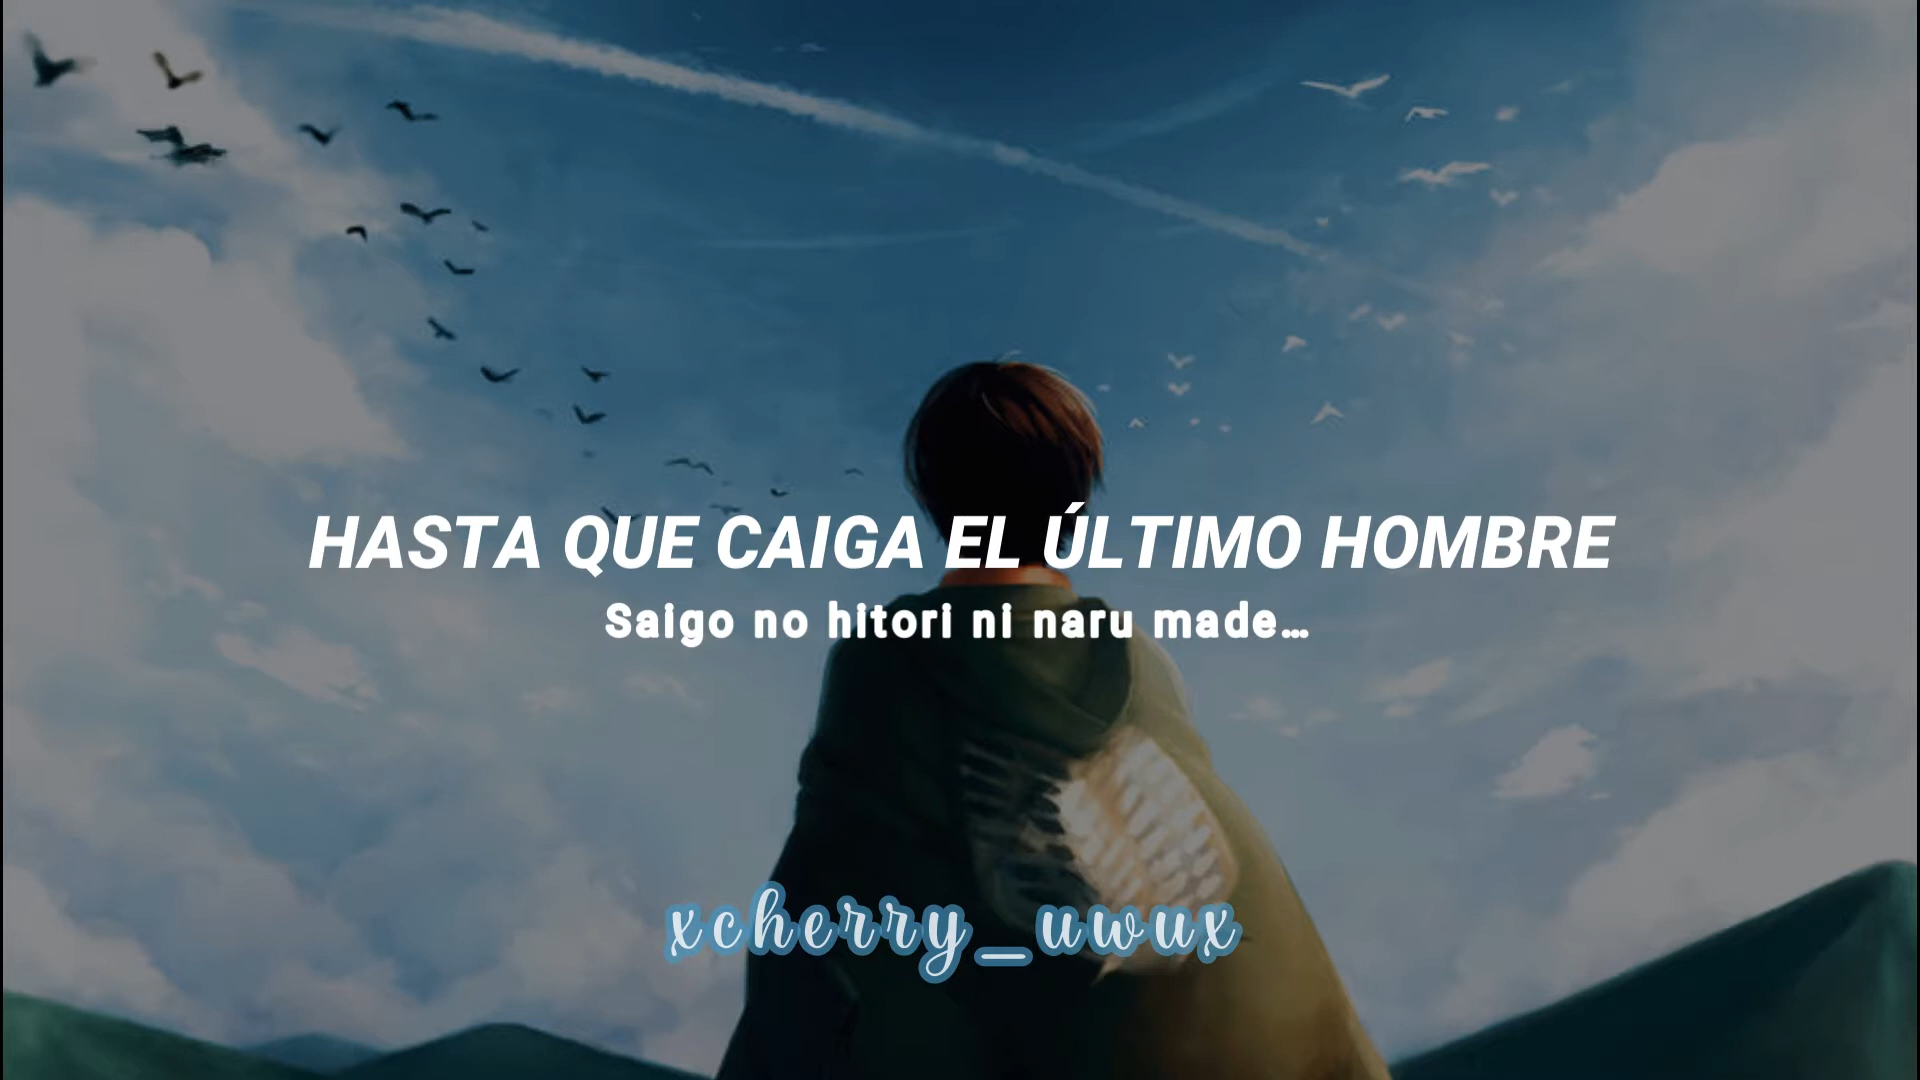 HASTA QUE CAIGA EL ÚLTIMO HOMBRE
Saigo no hitori ni naru made...
xcherry_uwux